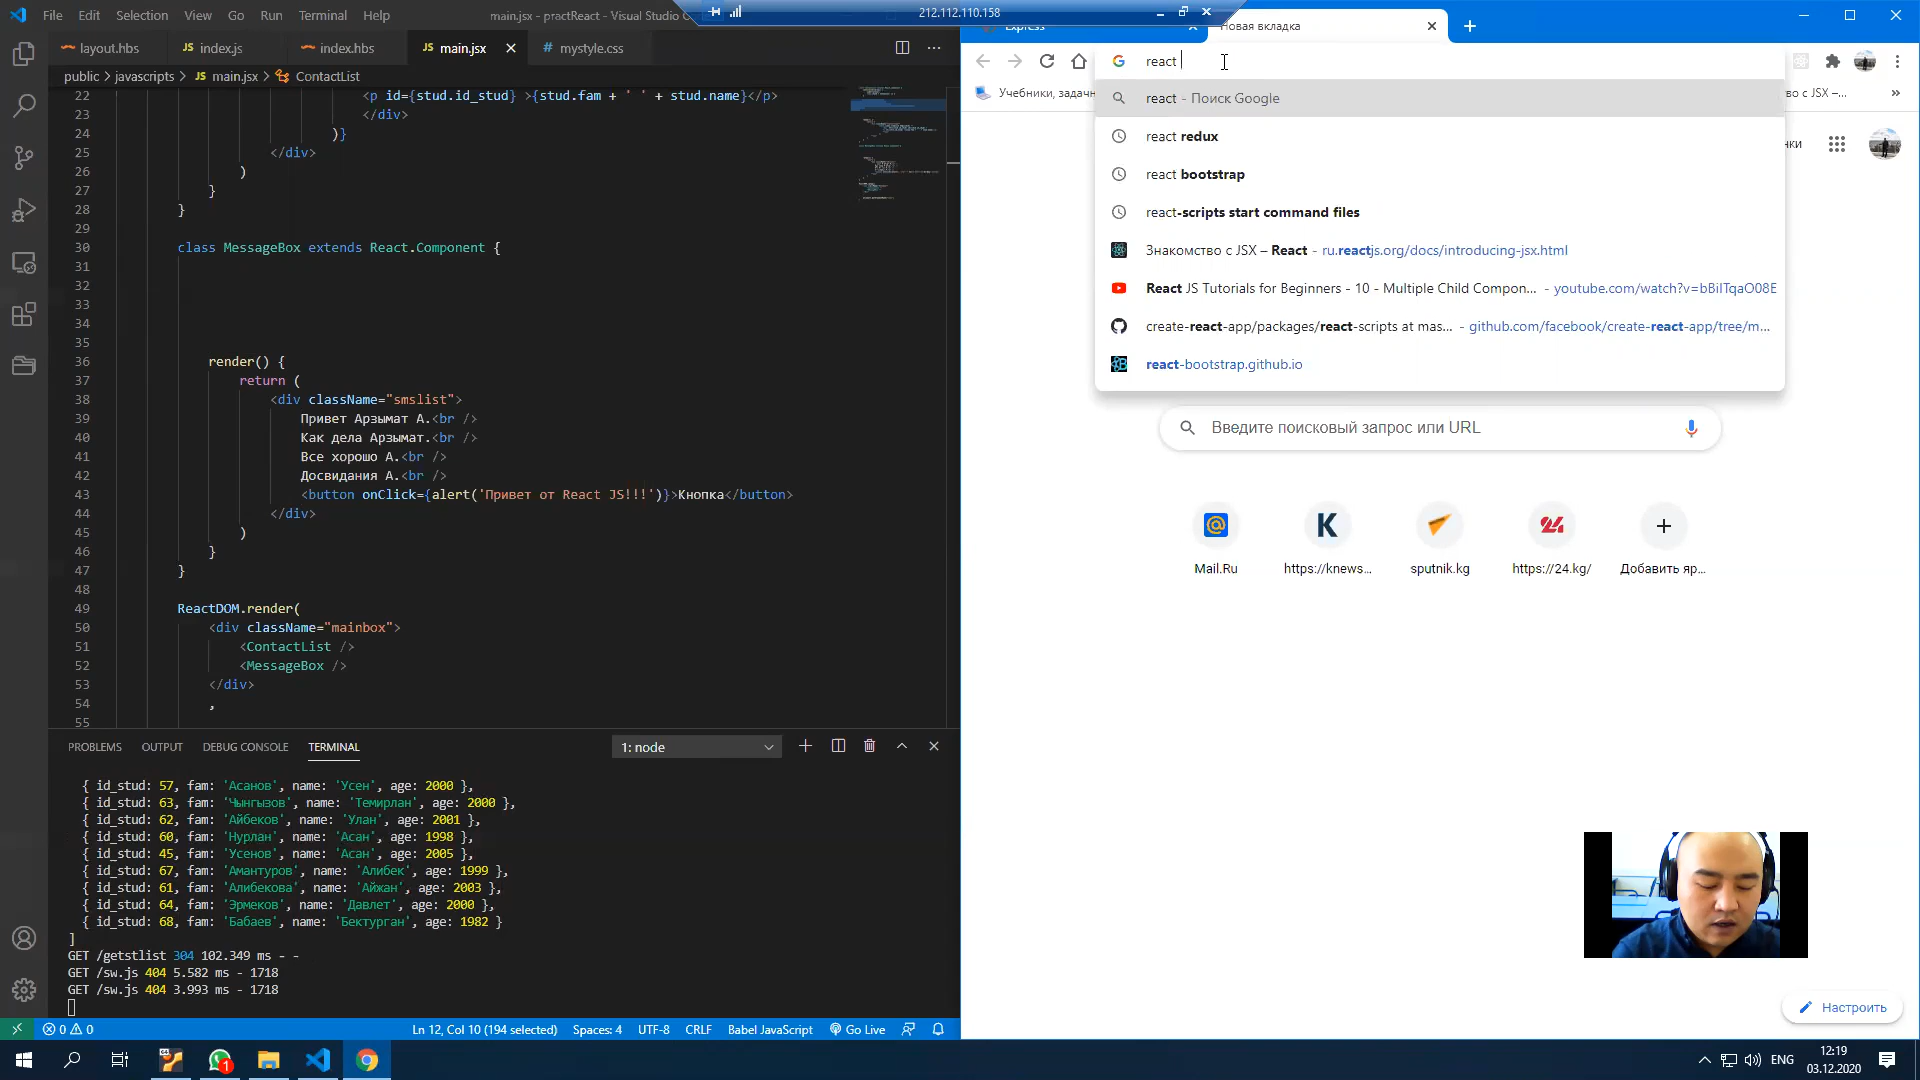 File Edit Selection View Go Run Terminal Help
main.jsx - practReact - Visual Studio C
212.112.110.158
layout.hbs
index.js
index.hbs
main.jsx
mystyle.css
public > javascripts > main.jsx > ContactList
22 <p id={stud.id_stud} >{stud.fam + ' ' + stud.name}</p>
23 </div>
24 )}
25 </div>
26 )
27 }
28 }
29
30 class MessageBox extends React.Component {
31
32
33
34
35
36 render() {
37 return (
38 <div className="smslist">
39 Привет Арзымат А.<br />
40 Как дела Арзымат.<br />
41 Все хорошо А.<br />
42 Досвидания А.<br />
43 <button onClick={alert('Привет от React JS!!!')}>Кнопка</button>
44 </div>
45 )
46 }
47 }
48
49 ReactDOM.render(
50 <div className="mainbox">
51 <ContactList />
52 <MessageBox />
53 </div>
54 ,
55
PROBLEMS OUTPUT DEBUG CONSOLE TERMINAL
1: node
{ id_stud: 57, fam: 'Асанов', name: 'Усен', age: 2000 },
{ id_stud: 63, fam: 'Чынгызов', name: 'Темирлан', age: 2000 },
{ id_stud: 62, fam: 'Айбеков', name: 'Улан', age: 2001 },
{ id_stud: 60, fam: 'Нурлан', name: 'Асан', age: 1998 },
{ id_stud: 45, fam: 'Усенов', name: 'Асан', age: 2005 },
{ id_stud: 67, fam: 'Амантуров', name: 'Алибек', age: 1999 },
{ id_stud: 61, fam: 'Алибекова', name: 'Айжан', age: 2003 },
{ id_stud: 64, fam: 'Эрмеков', name: 'Давлет', age: 2000 },
{ id_stud: 68, fam: 'Бабаев', name: 'Бектурган', age: 1982 }
]
GET /getstlist 304 102.349 ms - -
GET /sw.js 404 5.582 ms - 1718
GET /sw.js 404 3.993 ms - 1718
0 0
Ln 12, Col 10 (194 selected) Spaces: 4 UTF-8 CRLF Babel JavaScript Go Live
Express
Новая вкладка
react
Учебники, задачн
во с JSX –...
react - Поиск Google
react redux
react bootstrap
react-scripts start command files
Знакомство с JSX – React - ru.reactjs.org/docs/introducing-jsx.html
React JS Tutorials for Beginners - 10 - Multiple Child Compon... - youtube.com/watch?v=bBiITqaO08E
create-react-app/packages/react-scripts at mas... - github.com/facebook/create-react-app/tree/m...
react-bootstrap.github.io
нки
Введите поисковый запрос или URL
Mail.Ru
https://knews...
sputnik.kg
https://24.kg/
Добавить яр...
Настроить
1
ENG
12:19
03.12.2020